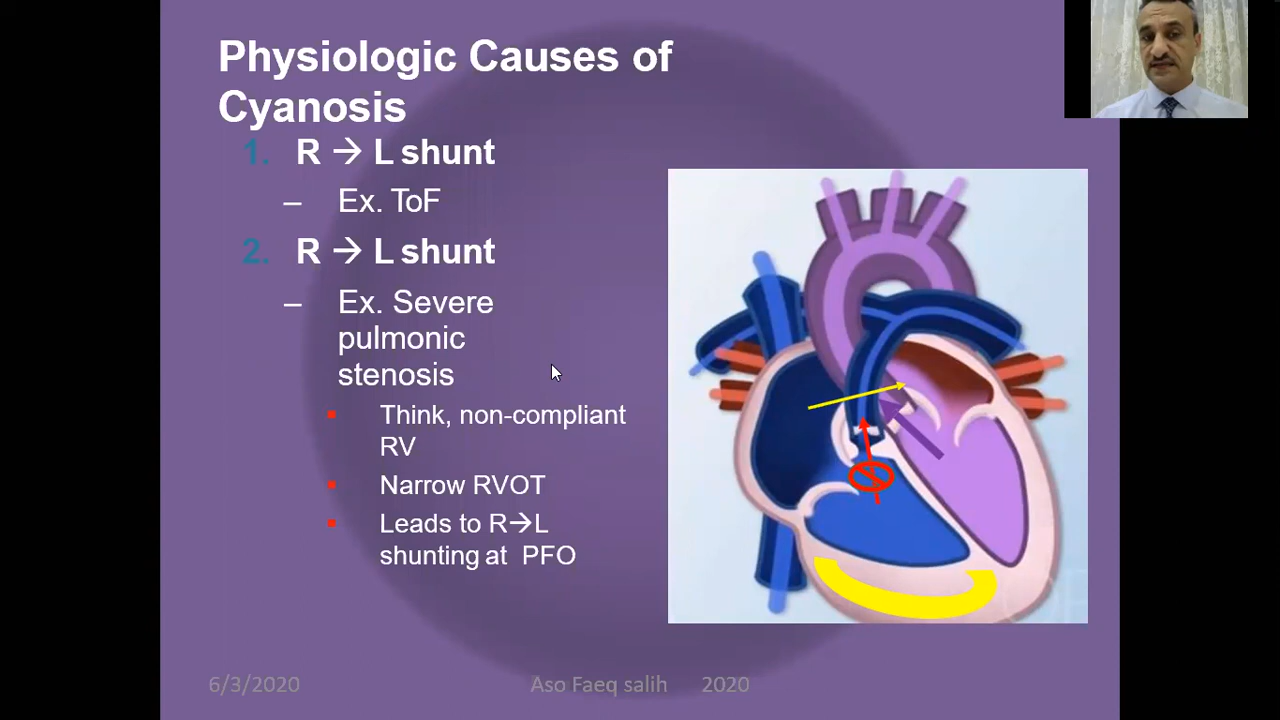 Physiologic Causes of
Cyanosis
1. R → L shunt
– Ex. ToF
2. R → L shunt
– Ex. Severe
pulmonic
stenosis
▪ Think, non-compliant
RV
▪ Narrow RVOT
▪ Leads to R→L
shunting at PFO
6/3/2020 Aso Faeq salih 2020